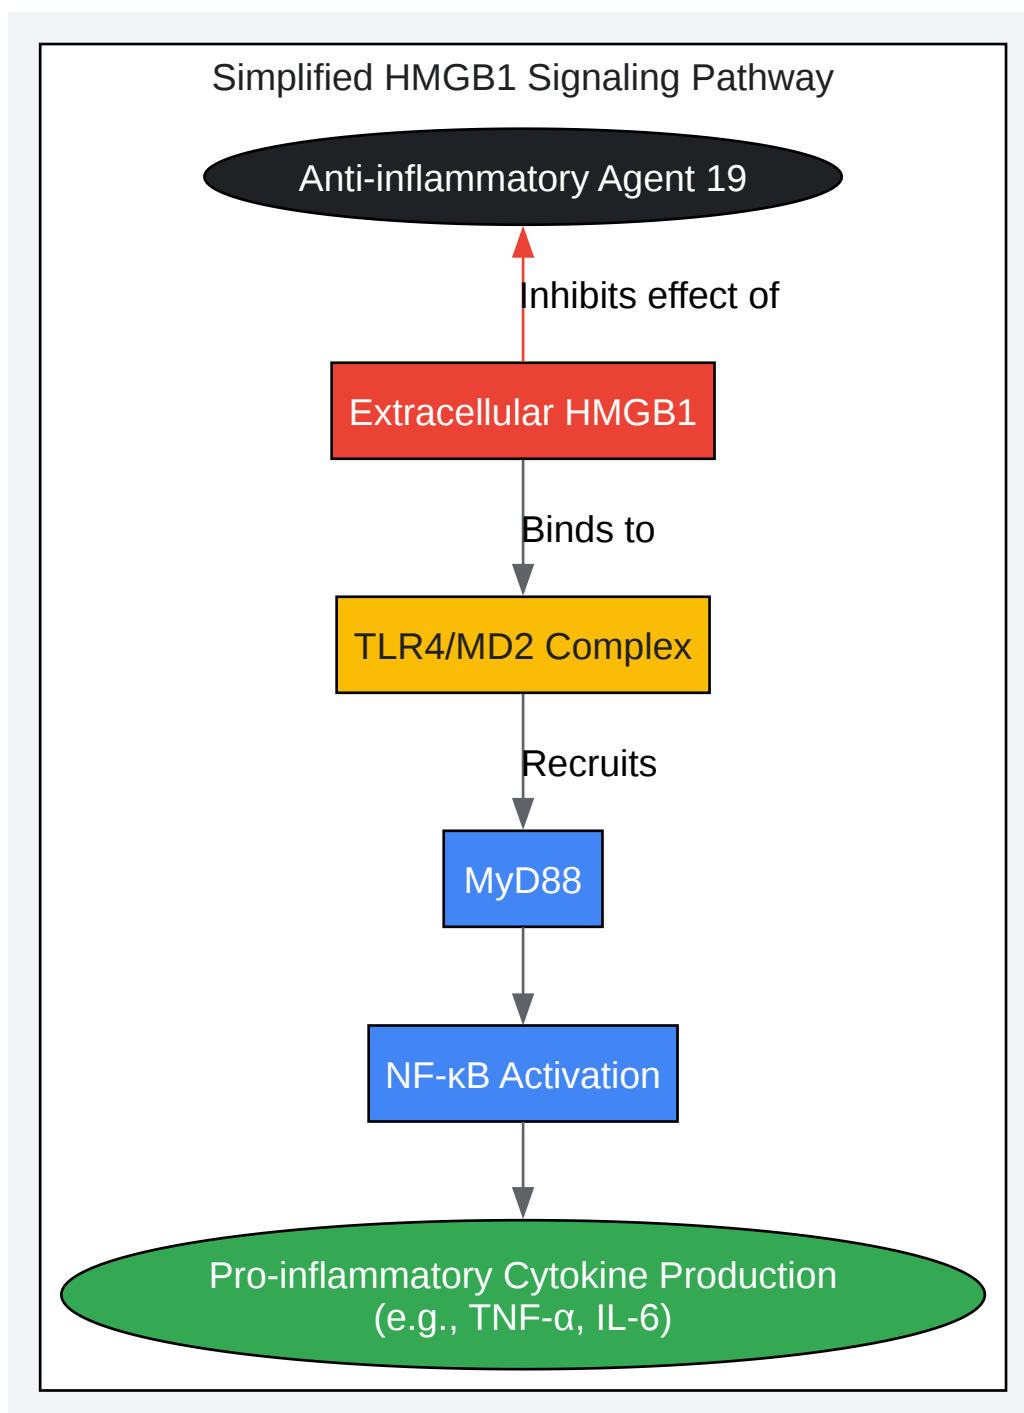 Simplified HMGB1 Signaling Pathway
Anti-inflammatory Agent 19
Inhibits effect of
Extracellular HMGB1
Binds to
TLR4/MD2 Complex
Recruits
MyD88
NF-κB Activation
Pro-inflammatory Cytokine Production
(e.g., TNF-α, IL-6)